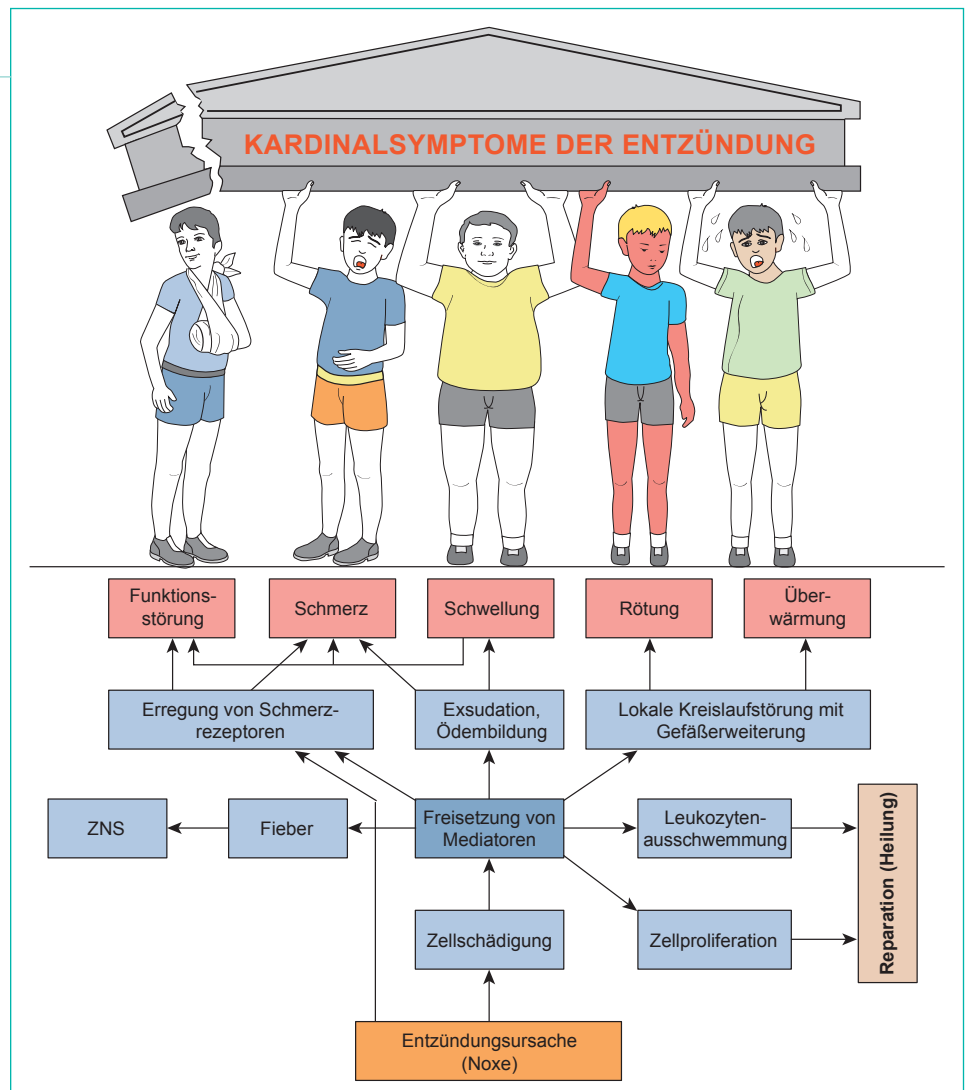 KARDINALSYMPTOME DER ENTZÜNDUNG
Funktions-
störung
Schmerz
Schwellung
Rötung
Über-
wärmung
Erregung von Schmerz-
rezeptoren
Exsudation,
Ödembildung
Lokale Kreislaufstörung mit
Gefäßerweiterung
ZNS
Fieber
Freisetzung von
Mediatoren
Leukozyten-
ausschwemmung
Reparation (Heilung)
Zellschädigung
Zellproliferation
Entzündungsursache
(Noxe)